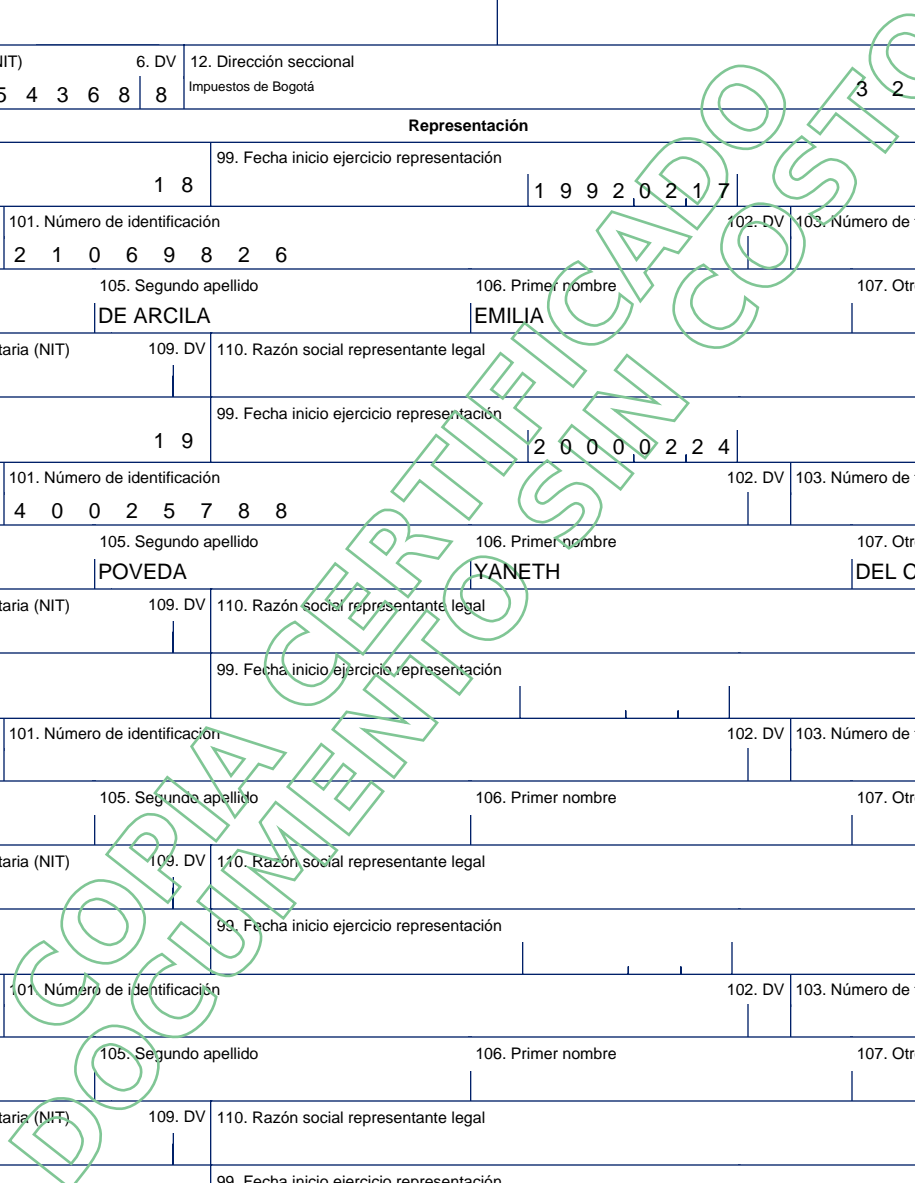 IT) 6. DV 12. Dirección seccional
5 4 3 6 8 8 Impuestos de Bogotá 3 2
Representación
99. Fecha inicio ejercicio representación
1 8 1 9 9 2 0 2 1 7
101. Número de identificación 102. DV 103. Número de
2 1 0 6 9 8 2 6
105. Segundo apellido 106. Primer nombre 107. Otr
DE ARCILA EMILIA
taria (NIT) 109. DV 110. Razón social representante legal
99. Fecha inicio ejercicio representación
1 9 2 0 0 0 0 2 2 4
101. Número de identificación 102. DV 103. Número de
4 0 0 2 5 7 8 8
105. Segundo apellido 106. Primer nombre 107. Otr
POVEDA YANETH DEL C
taria (NIT) 109. DV 110. Razón social representante legal
99. Fecha inicio ejercicio representación
101. Número de identificación 102. DV 103. Número de
105. Segundo apellido 106. Primer nombre 107. Otr
taria (NIT) 109. DV 110. Razón social representante legal
99. Fecha inicio ejercicio representación
101. Número de identificación 102. DV 103. Número de
105. Segundo apellido 106. Primer nombre 107. Otr
taria (NIT) 109. DV 110. Razón social representante legal
99. Fecha inicio ejercicio representación
COPIA CERTIFICADO
DOCUMENTO SIN COSTO